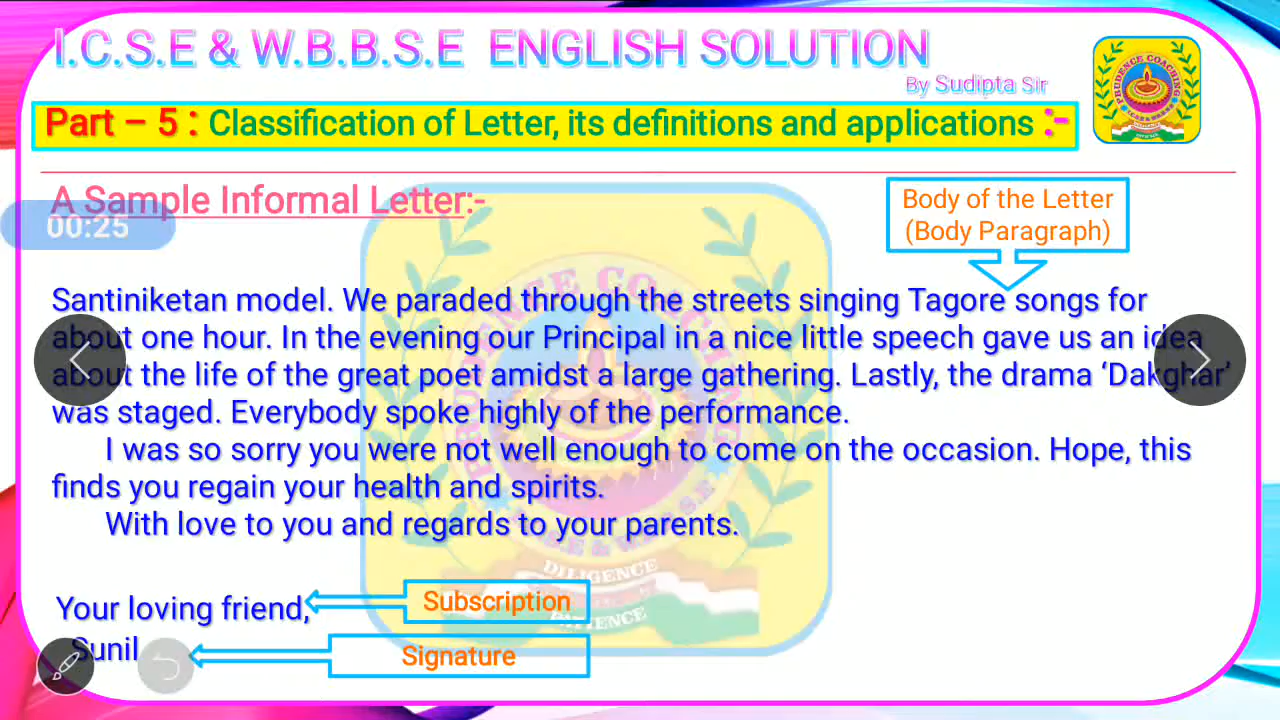 I.C.S.E & W.B.B.S.E ENGLISH SOLUTION
By Sudipta Sir
Part – 5 : Classification of Letter, its definitions and applications :-
PRUDENCE COACHING
A Sample Informal Letter:-
00:25
Body of the Letter
(Body Paragraph)
Santiniketan model. We paraded through the streets singing Tagore songs for
about one hour. In the evening our Principal in a nice little speech gave us an idea
about the life of the great poet amidst a large gathering. Lastly, the drama ‘Dakghar’
was staged. Everybody spoke highly of the performance.
I was so sorry you were not well enough to come on the occasion. Hope, this
finds you regain your health and spirits.
With love to you and regards to your parents.
DILIGENCE
Your loving friend,
Subscription
Sunil
Signature